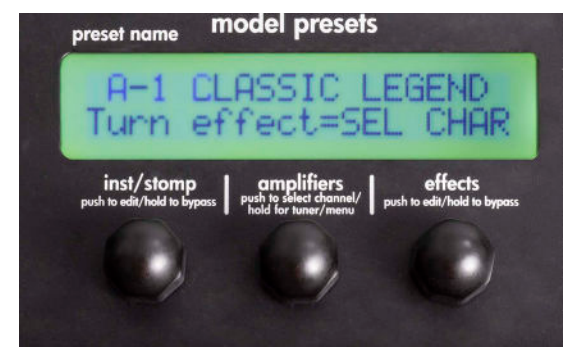 model presets
preset name
A-1 CLASSIC LEGEND
Turn effect=SEL CHAR
inst/stomp
push to edit/hold to bypass
amplifiers
push to select channel/
hold for tuner/menu
effects
push to edit/hold to bypass